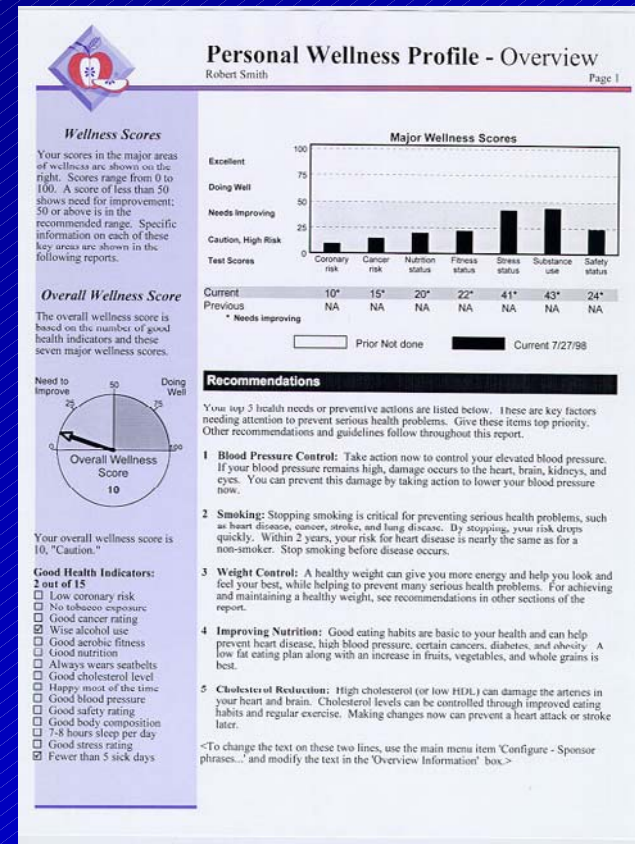 Personal Wellness Profile - Overview
Robert Smith
Page 1
Wellness Scores
Your scores in the major areas
of wellness are shown on the
right. Scores range from 0 to
100. A score of less than 50
shows need for improvement;
50 or above is in the
recommended range. Specific
information on each of these
key areas are shown in the
following reports.
Overall Wellness Score
The overall wellness score is
based on the number of good
health indicators and these
seven major wellness scores.
Need to
Improve
50
Doing
Well
25
75
0
100
Overall Wellness
Score
10
Your overall wellness score is
10, "Caution."
Good Health Indicators:
2 out of 15
Low coronary risk
No tobacco exposure
Good cancer rating
Wise alcohol use
Good aerobic fitness
Good nutrition
Always wears seatbelts
Good cholesterol level
Happy most of the time
Good blood pressure
Good safety rating
Good body composition
7-8 hours sleep per day
Good stress rating
Fewer than 5 sick days
Major Wellness Scores
100
Excellent
75
Doing Well
50
Needs Improving
25
Caution, High Risk
0
Test Scores
Coronary risk
Cancer risk
Nutrition status
Fitness status
Stress status
Substance use
Safety status
Current 10* 15* 20* 22* 41* 43* 24*
Previous NA NA NA NA NA NA NA
* Needs improving
Prior Not done
Current 7/27/98
Recommendations
Your top 5 health needs or preventive actions are listed below. These are key factors
needing attention to prevent serious health problems. Give these items top priority.
Other recommendations and guidelines follow throughout this report.
1 Blood Pressure Control: Take action now to control your elevated blood pressure.
If your blood pressure remains high, damage occurs to the heart, brain, kidneys, and
eyes. You can prevent this damage by taking action to lower your blood pressure
now.
2 Smoking: Stopping smoking is critical for preventing serious health problems, such
as heart disease, cancer, stroke, and lung disease. By stopping, your risk drops
quickly. Within 2 years, your risk for heart disease is nearly the same as for a
non-smoker. Stop smoking before disease occurs.
3 Weight Control: A healthy weight can give you more energy and help you look and
feel your best, while helping to prevent many serious health problems. For achieving
and maintaining a healthy weight, see recommendations in other sections of the
report.
4 Improving Nutrition: Good eating habits are basic to your health and can help
prevent heart disease, high blood pressure, certain cancers, diabetes, and obesity. A
low fat eating plan along with an increase in fruits, vegetables, and whole grains is
best.
5 Cholesterol Reduction: High cholesterol (or low HDL) can damage the arteries in
your heart and brain. Cholesterol levels can be controlled through improved eating
habits and regular exercise. Making changes now can prevent a heart attack or stroke
later.
<To change the text on these two lines, use the main menu item 'Configure - Sponsor
phrases...' and modify the text in the 'Overview Information' box.>